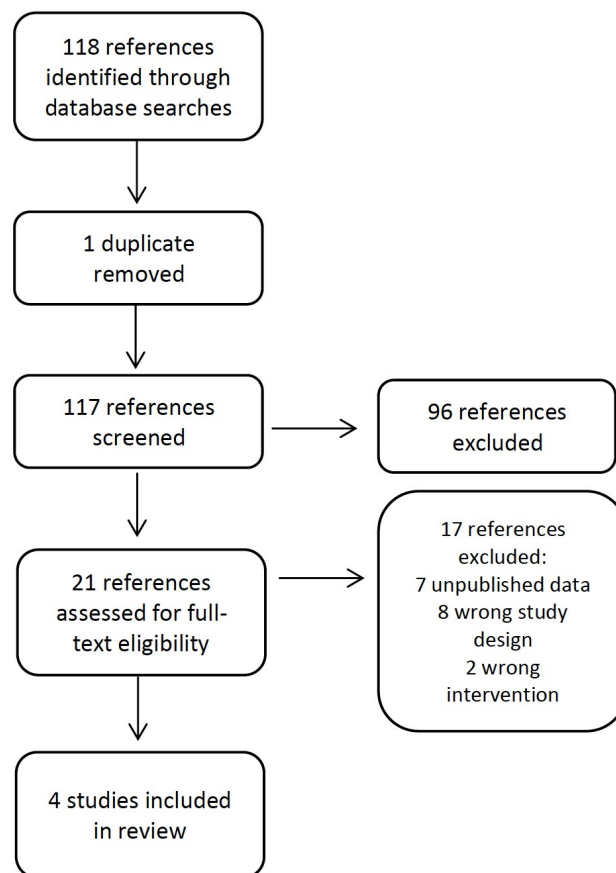 118 references
identified through
database searches
1 duplicate
removed
117 references
screened
96 references
excluded
21 references
assessed for full-
text eligibility
17 references
excluded:
7 unpublished data
8 wrong study
design
2 wrong
intervention
4 studies included
in review